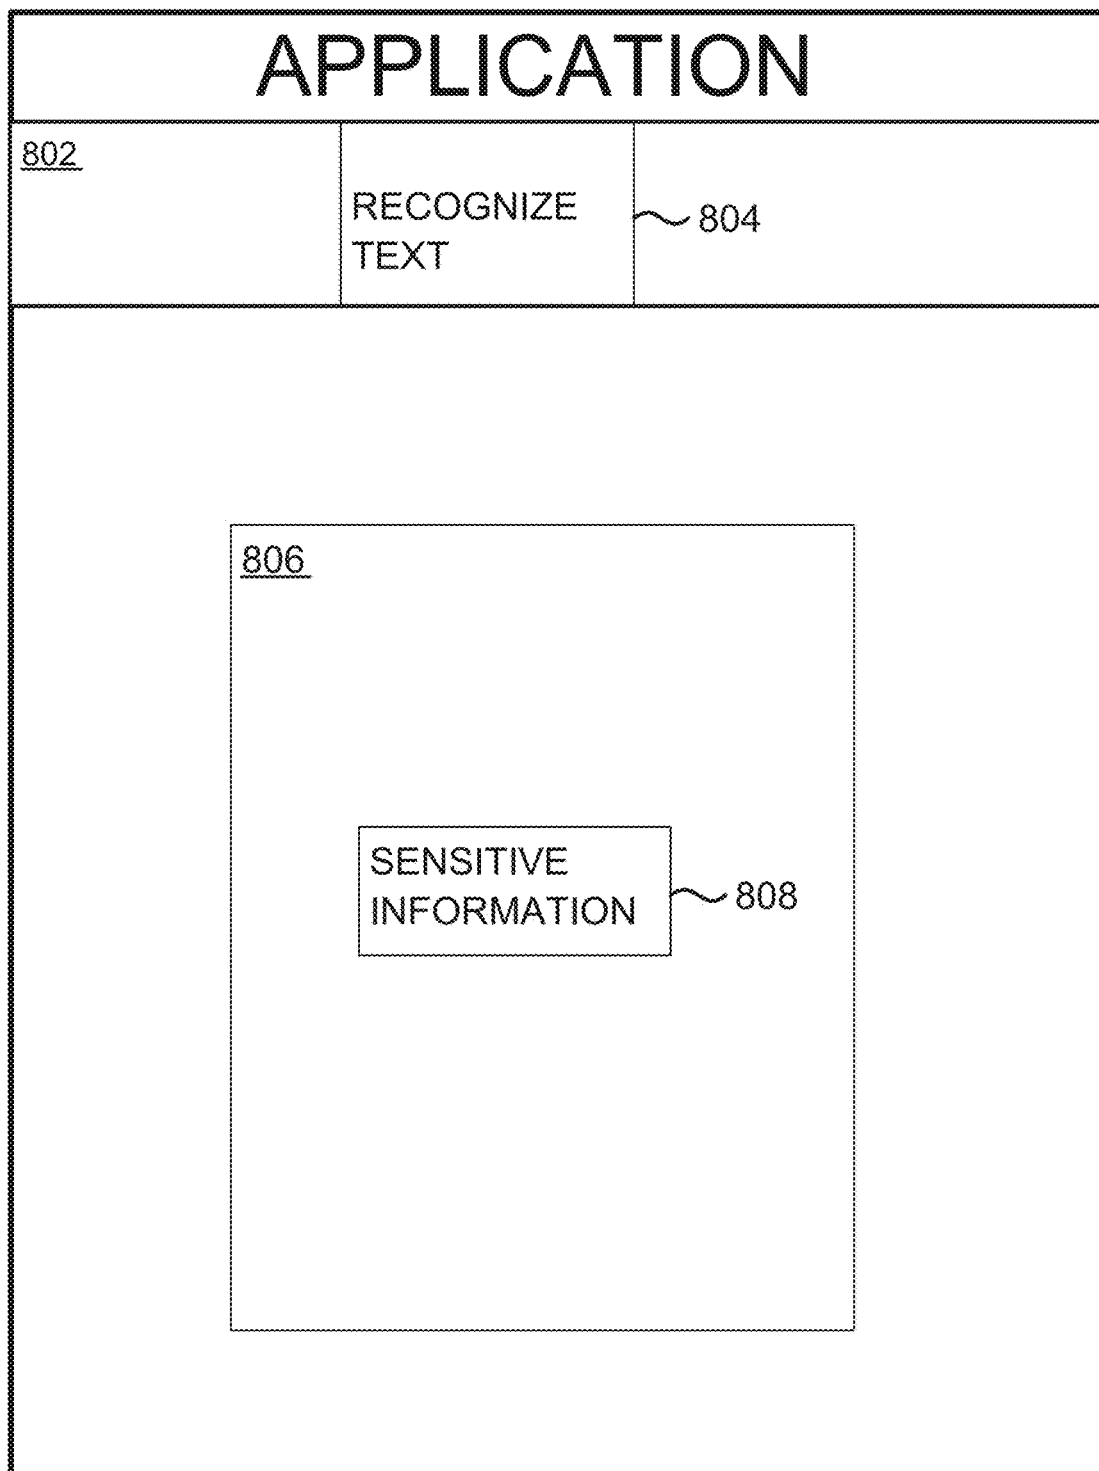 APPLICATION
802
RECOGNIZE
TEXT
804
806
SENSITIVE
INFORMATION
808